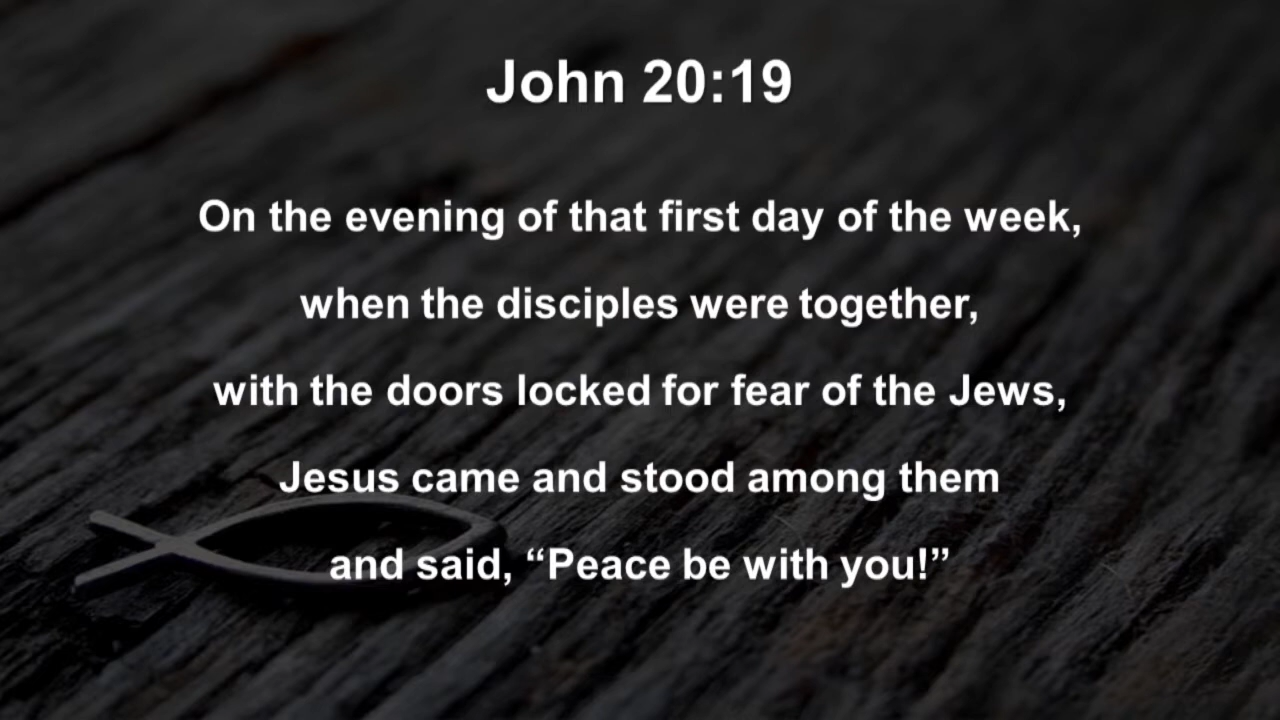 John 20:19
On the evening of that first day of the week,
when the disciples were together,
with the doors locked for fear of the Jews,
Jesus came and stood among them
and said, “Peace be with you!”